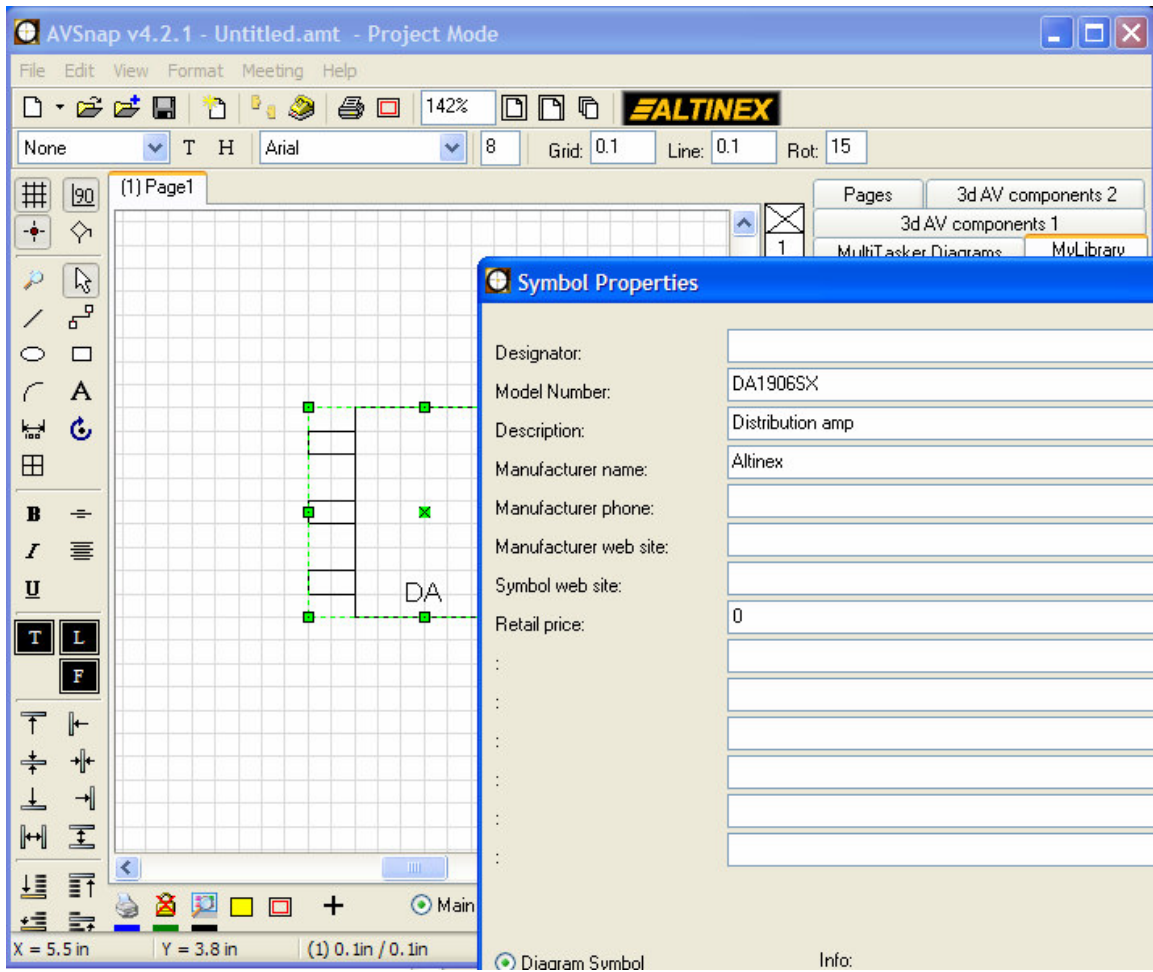 AVSnap v4.2.1 - Untitled.amt - Project Mode
File Edit View Format Meeting Help
142%
ALTINEX
None T H Arial 8 Grid: 0.1 Line: 0.1 Rot: 15
90
(1) Page1
Pages 3d AV components 2
3d AV components 1
1
MultiTasker Diagrams MyLibrary
Symbol Properties
Designator:
Model Number: DA1906SX
Description: Distribution amp
Manufacturer name: Altinex
Manufacturer phone:
Manufacturer web site:
Symbol web site:
Retail price: 0
:
:
:
:
:
:
A
100
B
I
U
T L
F
DA
Main
X = 5.5 in Y = 3.8 in (1) 0.1in / 0.1in
Diagram Symbol Info: